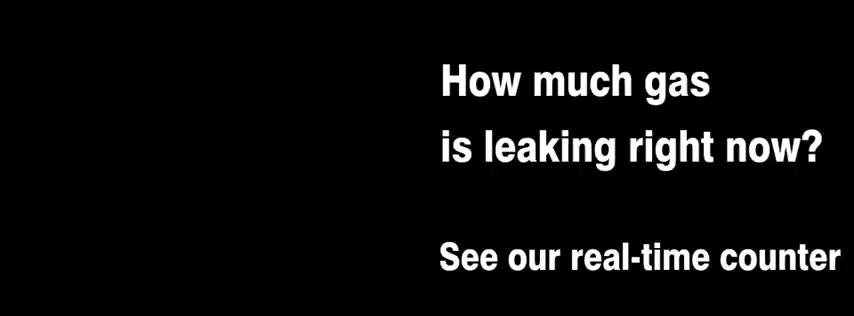 How much gas
is leaking right now?
See our real-time counter